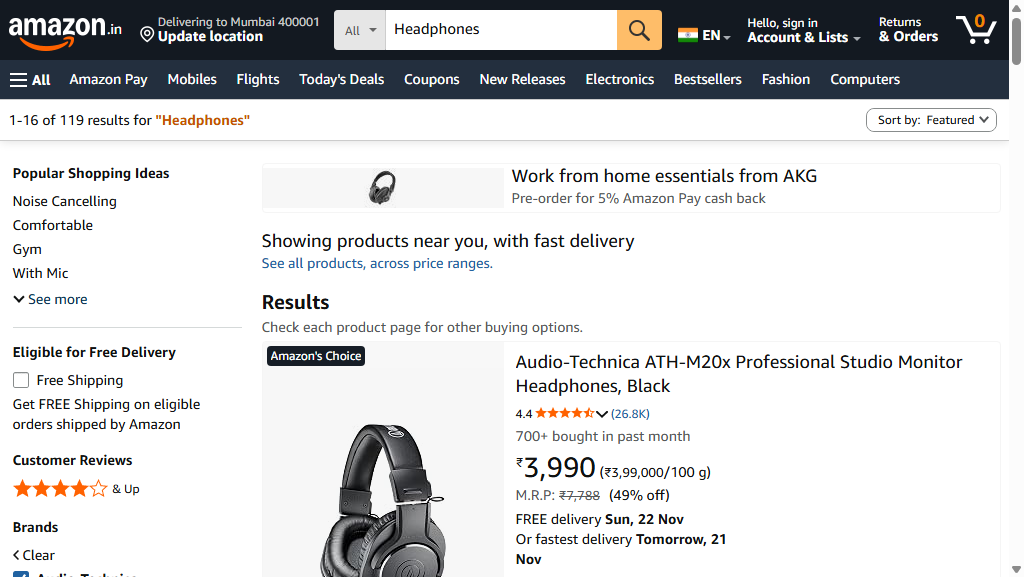 amazon.in
Delivering to Mumbai 400001
Update location
All
Headphones
EN
Hello, sign in
Account & Lists
Returns
& Orders
0
All
Amazon Pay
Mobiles
Flights
Today's Deals
Coupons
New Releases
Electronics
Bestsellers
Fashion
Computers
1-16 of 119 results for "Headphones"
Sort by: Featured
Popular Shopping Ideas
Noise Cancelling
Comfortable
Gym
With Mic
See more
Eligible for Free Delivery
Free Shipping
Get FREE Shipping on eligible
orders shipped by Amazon
Customer Reviews
& Up
Brands
Clear
Audio-Technica
Work from home essentials from AKG
Pre-order for 5% Amazon Pay cash back
Showing products near you, with fast delivery
See all products, across price ranges.
Results
Check each product page for other buying options.
Amazon's Choice
Audio-Technica ATH-M20x Professional Studio Monitor
Headphones, Black
4.4 (26.8K)
700+ bought in past month
₹3,990 (₹3,99,000/100 g)
M.R.P: ₹7,788 (49% off)
FREE delivery Sun, 22 Nov
Or fastest delivery Tomorrow, 21
Nov